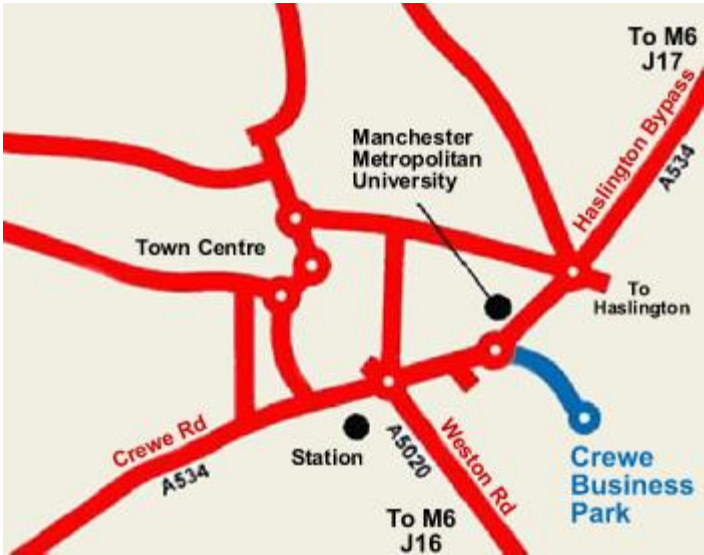 To M6
J17
Haslington Bypass
A534
Manchester
Metropolitan
University
Town Centre
To
Haslington
Crewe Rd
A534
Station
A5020
Weston Rd
Crewe
Business
Park
To M6
J16